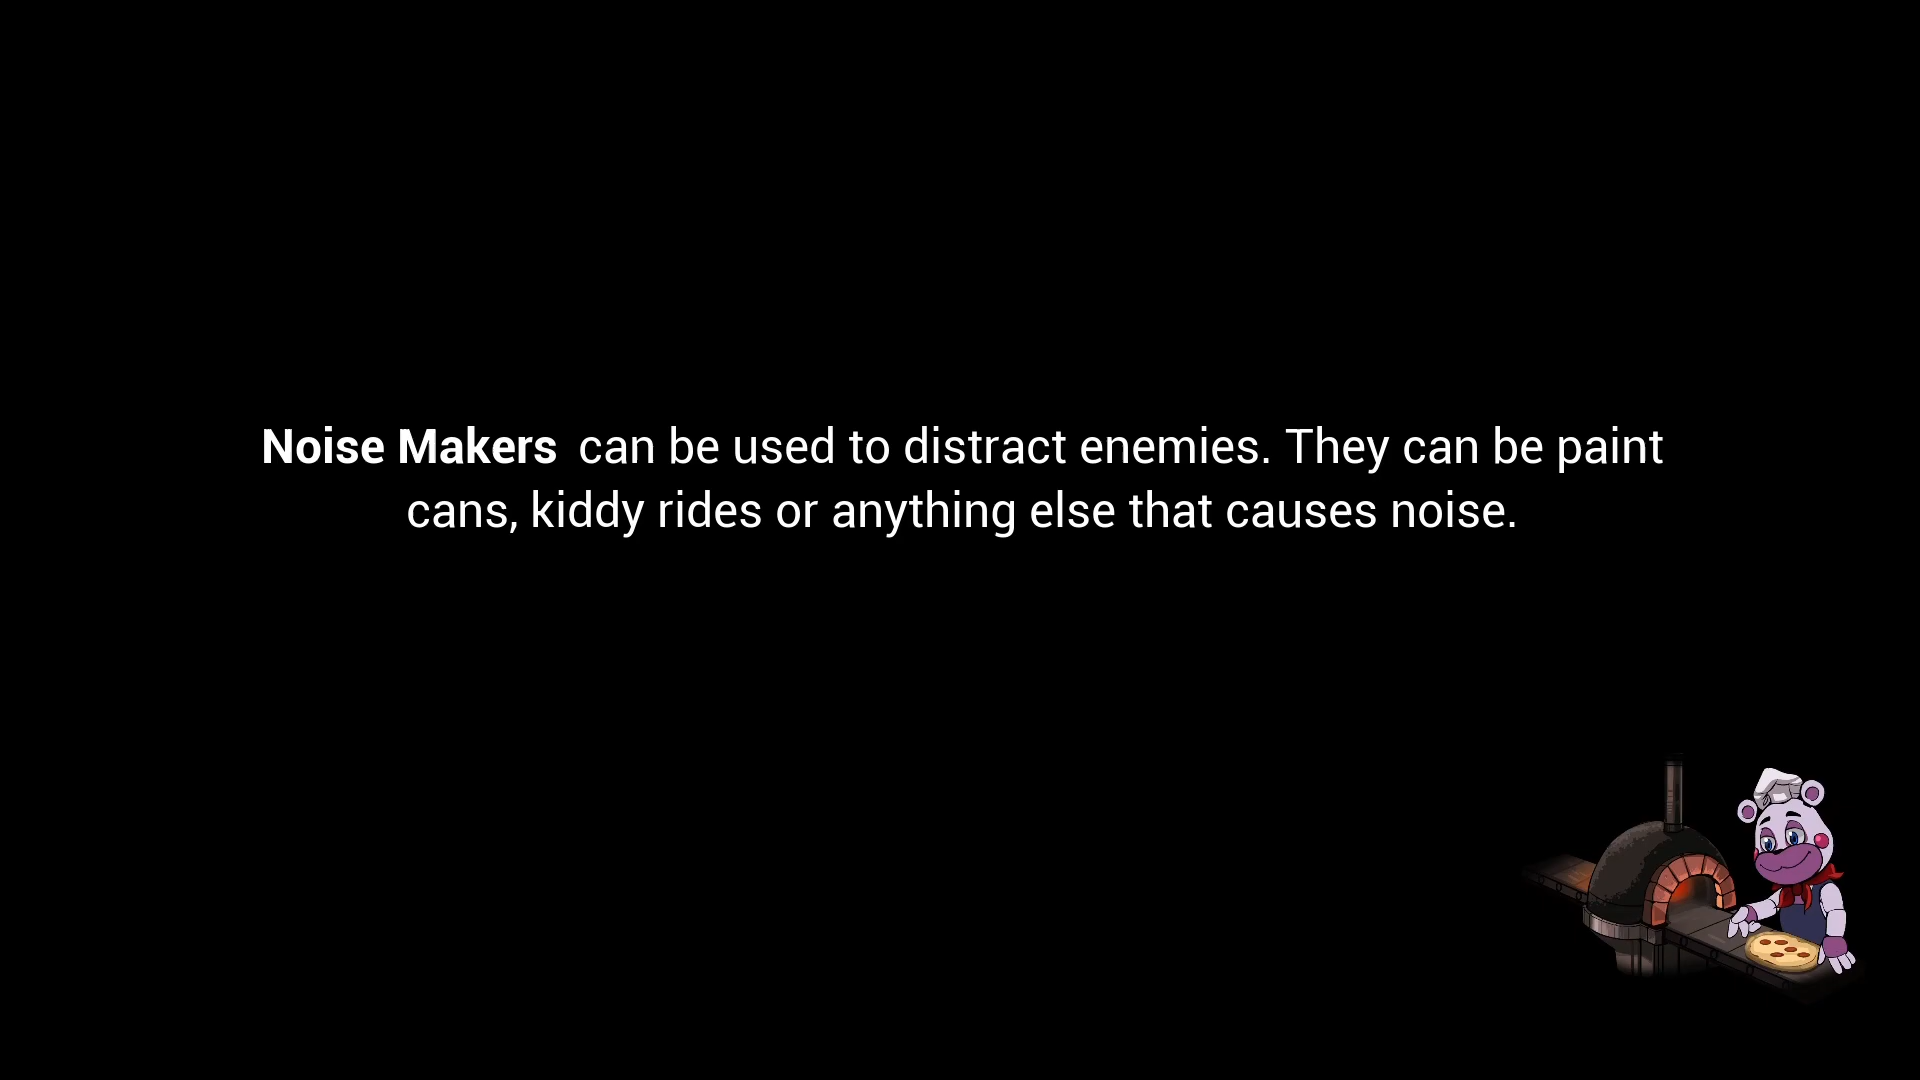 Noise Makers can be used to distract enemies. They can be paint
cans, kiddy rides or anything else that causes noise.